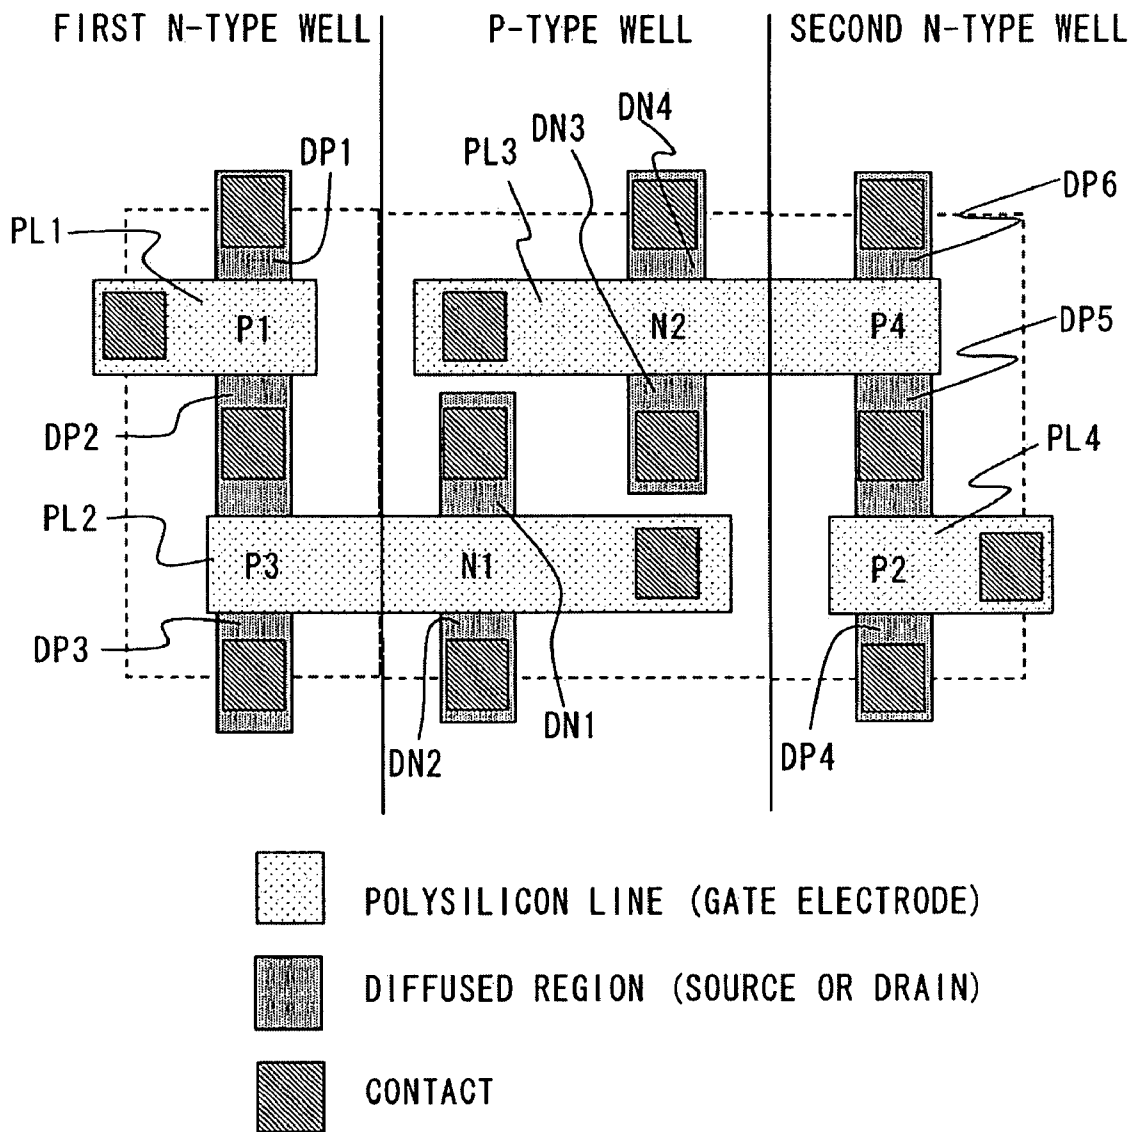 FIRST N-TYPE WELL
P-TYPE WELL
SECOND N-TYPE WELL
DN4
DN3
DP1
PL3
DP6
PL1
P1
N2
P4
DP5
DP2
PL4
PL2
P3
N1
P2
DP3
DN1
DN2
DP4
POLYSILICON LINE (GATE ELECTRODE)
DIFFUSED REGION (SOURCE OR DRAIN)
CONTACT